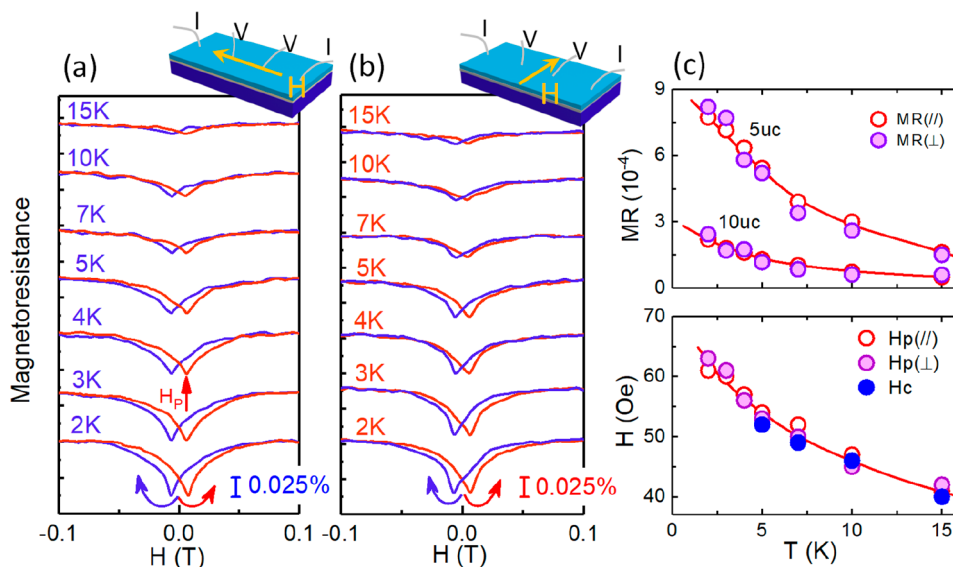 (a)
I
V
V
I
H
15K
10K
7K
5K
4K
3K
2K
H_P
I 0.025%
-0.1
0.0
0.1
H (T)
Magnetoresistance
(b)
I
V
V
I
H
15K
10K
7K
5K
4K
3K
2K
I 0.025%
-0.1
0.0
0.1
H (T)
(c)
9
6
3
0
MR (10⁻⁴)
5uc
10uc
MR(//)
MR(⊥)
70
60
50
40
H (Oe)
Hp(//)
Hp(⊥)
Hc
0
5
10
15
T (K)